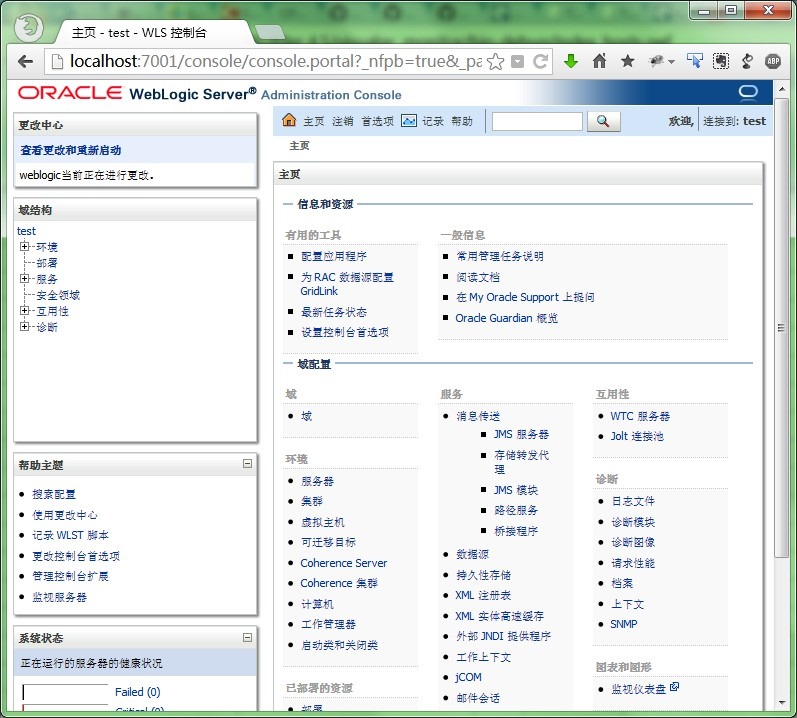 主页 - test - WLS 控制台
localhost:7001/console/console.portal?_nfpb=true&_pa
ABP
ORACLE WebLogic Server® Administration Console
更改中心
查看更改和重新启动
weblogic当前正在进行更改。
域结构
test
环境
部署
服务
安全领域
互用性
诊断
帮助主题
搜索配置
使用更改中心
记录 WLST 脚本
更改控制台首选项
管理控制台扩展
监视服务器
系统状态
正在运行的服务器的健康状况
Failed (0)
Critical (0)
主页 注销 首选项 记录 帮助
欢迎, 连接到: test
主页
主页
信息和资源
有用的工具
配置应用程序
为 RAC 数据源配置
GridLink
最新任务状态
设置控制台首选项
一般信息
常用管理任务说明
阅读文档
在 My Oracle Support 上提问
Oracle Guardian 概览
域配置
域
域
环境
服务器
集群
虚拟主机
可迁移目标
Coherence Server
Coherence 集群
计算机
工作管理器
启动类和关闭类
已部署的资源
部署
服务
消息传送
JMS 服务器
存储转发代
理
JMS 模块
路径服务
桥接程序
数据源
持久性存储
XML 注册表
XML 实体高速缓存
外部 JNDI 提供程序
工作上下文
jCOM
邮件会话
互用性
WTC 服务器
Jolt 连接池
诊断
日志文件
诊断模块
诊断图像
请求性能
档案
上下文
SNMP
图表和图形
监视仪表盘